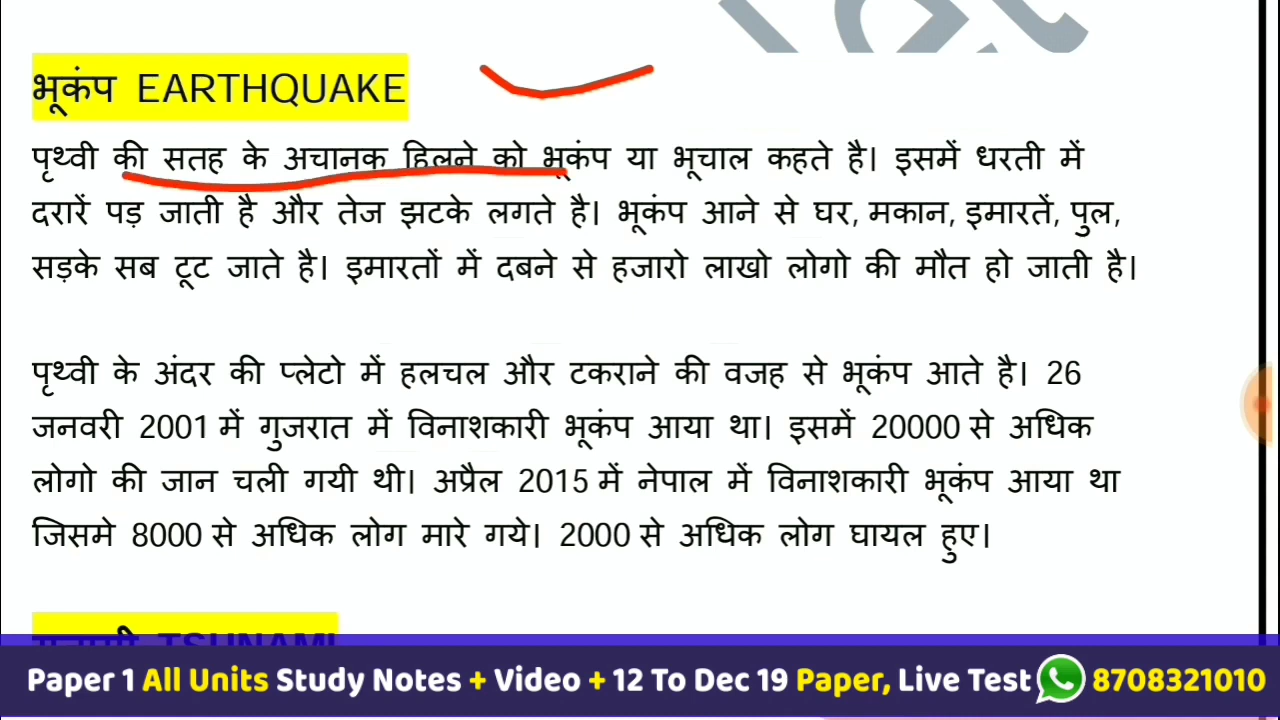 भूकंप EARTHQUAKE
पृथ्वी की सतह के अचानक हिलने को भूकंप या भूचाल कहते है। इसमें धरती में
दरारें पड़ जाती है और तेज झटके लगते है। भूकंप आने से घर, मकान, इमारतें, पुल,
सड़के सब टूट जाते है। इमारतों में दबने से हजारो लाखो लोगो की मौत हो जाती है।
पृथ्वी के अंदर की प्लेटो में हलचल और टकराने की वजह से भूकंप आते है। 26
जनवरी 2001 में गुजरात में विनाशकारी भूकंप आया था। इसमें 20000 से अधिक
लोगो की जान चली गयी थी। अप्रैल 2015 में नेपाल में विनाशकारी भूकंप आया था
जिसमे 8000 से अधिक लोग मारे गये। 2000 से अधिक लोग घायल हुए।
TSUNAMI
Paper 1 All Units Study Notes + Video + 12 To Dec 19 Paper, Live Test 8708321010